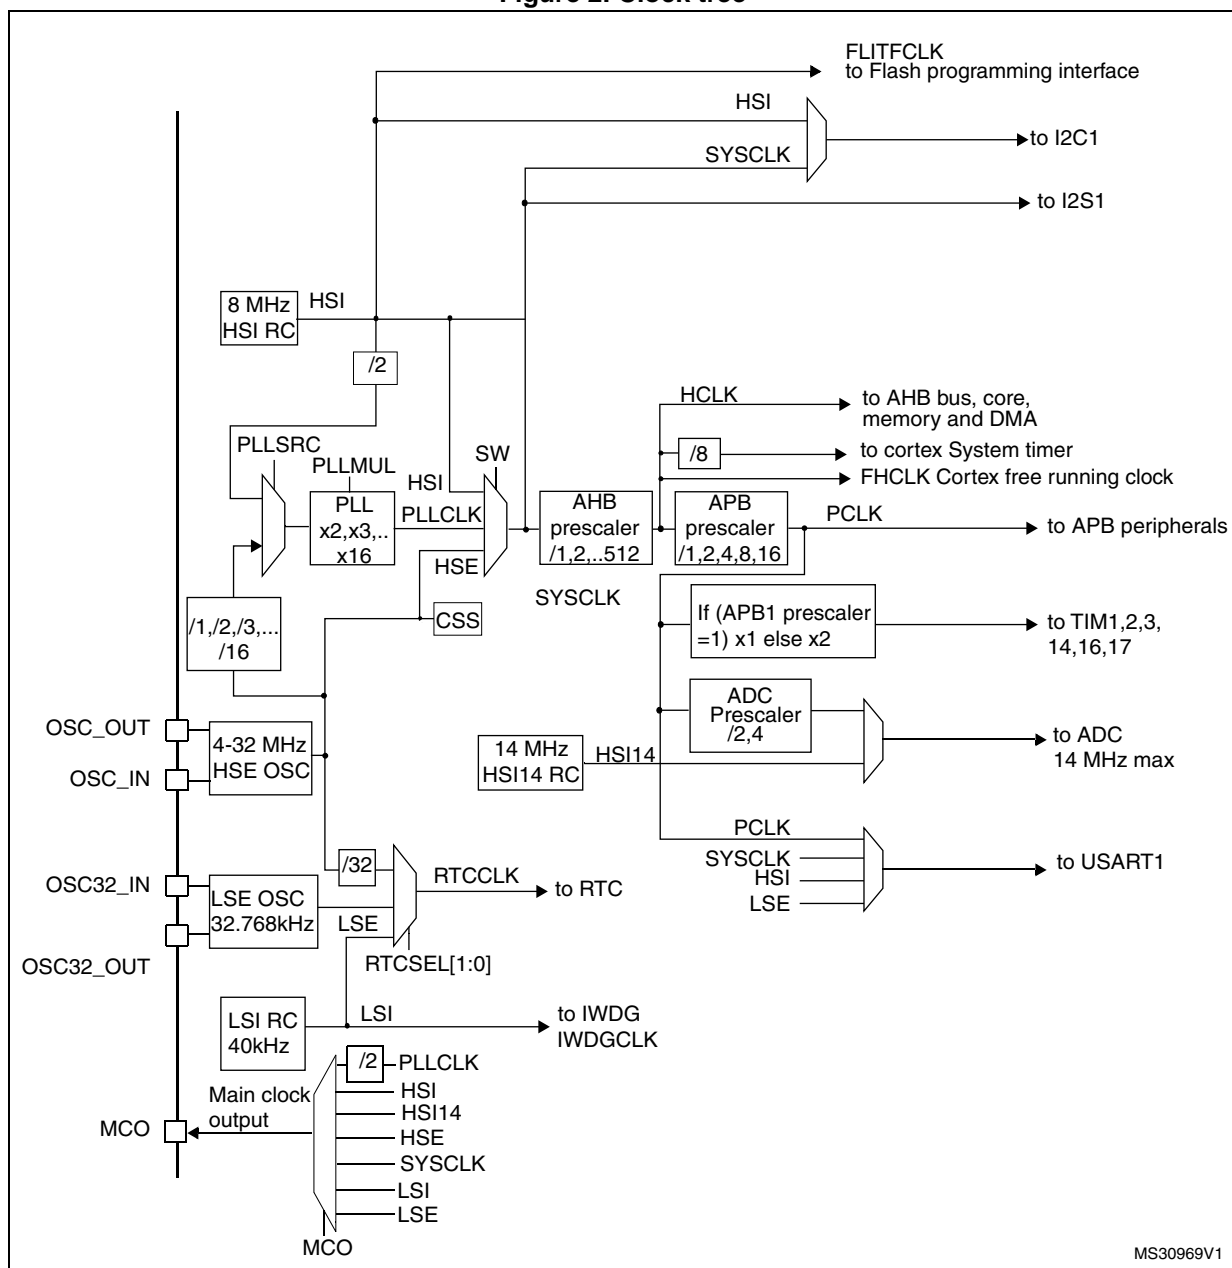 Figure 2. Clock tree
FLITFCLK
to Flash programming interface
HSI
to I2C1
SYSCLK
to I2S1
8 MHz
HSI RC
HSI
/2
HCLK
to AHB bus, core,
memory and DMA
PLLSRC
SW
/8
to cortex System timer
PLLMUL
HSI
FHCLK Cortex free running clock
PLL
x2,x3,..
x16
PLLCLK
AHB
prescaler
/1,2,..512
APB
prescaler
/1,2,4,8,16
PCLK
to APB peripherals
HSE
SYSCLK
/1,/2,/3,...
/16
CSS
If (APB1 prescaler
=1) x1 else x2
to TIM1,2,3,
14,16,17
OSC_OUT
OSC_IN
4-32 MHz
HSE OSC
ADC
Prescaler
/2,4
14 MHz
HSI14 RC
HSI14
to ADC
14 MHz max
/32
PCLK
SYSCLK
HSI
LSE
to USART1
RTCCLK
to RTC
OSC32_IN
LSE OSC
32.768kHz
LSE
OSC32_OUT
RTCSEL[1:0]
LSI RC
40kHz
LSI
to IWDG
IWDGCLK
/2
PLLCLK
Main clock
output
HSI
HSI14
MCO
HSE
SYSCLK
LSI
LSE
MCO
MS30969V1